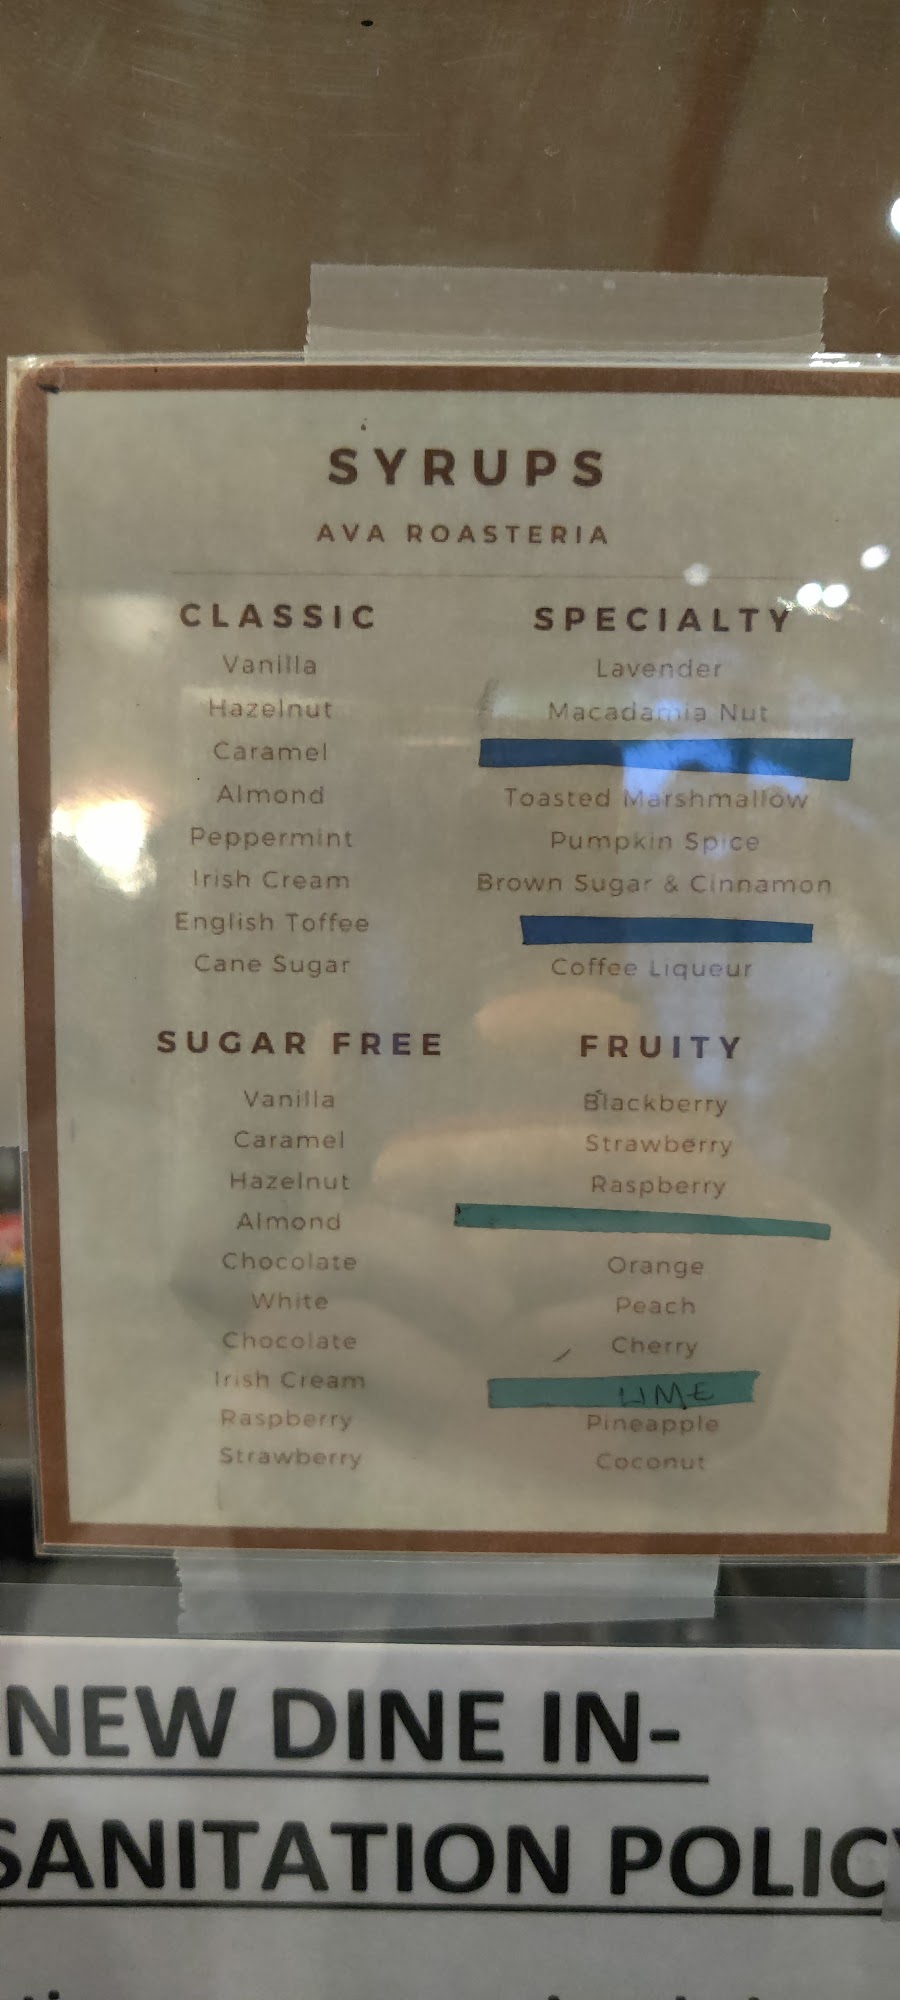 SYRUPS
AVA ROASTERIA
CLASSIC
Vanilla
Hazelnut
Caramel
Almond
Peppermint
Irish Cream
English Toffee
Cane Sugar
SPECIALTY
Lavender
Macadamia Nut
Toasted Marshmallow
Pumpkin Spice
Brown Sugar & Cinnamon
Coffee Liqueur
SUGAR FREE
Vanilla
Caramel
Hazelnut
Almond
Chocolate
White
Chocolate
Irish Cream
Raspberry
Strawberry
FRUITY
Blackberry
Strawberry
Raspberry
Orange
Peach
Cherry
LIME
Pineapple
Coconut
NEW DINE IN-
SANITATION POLICY